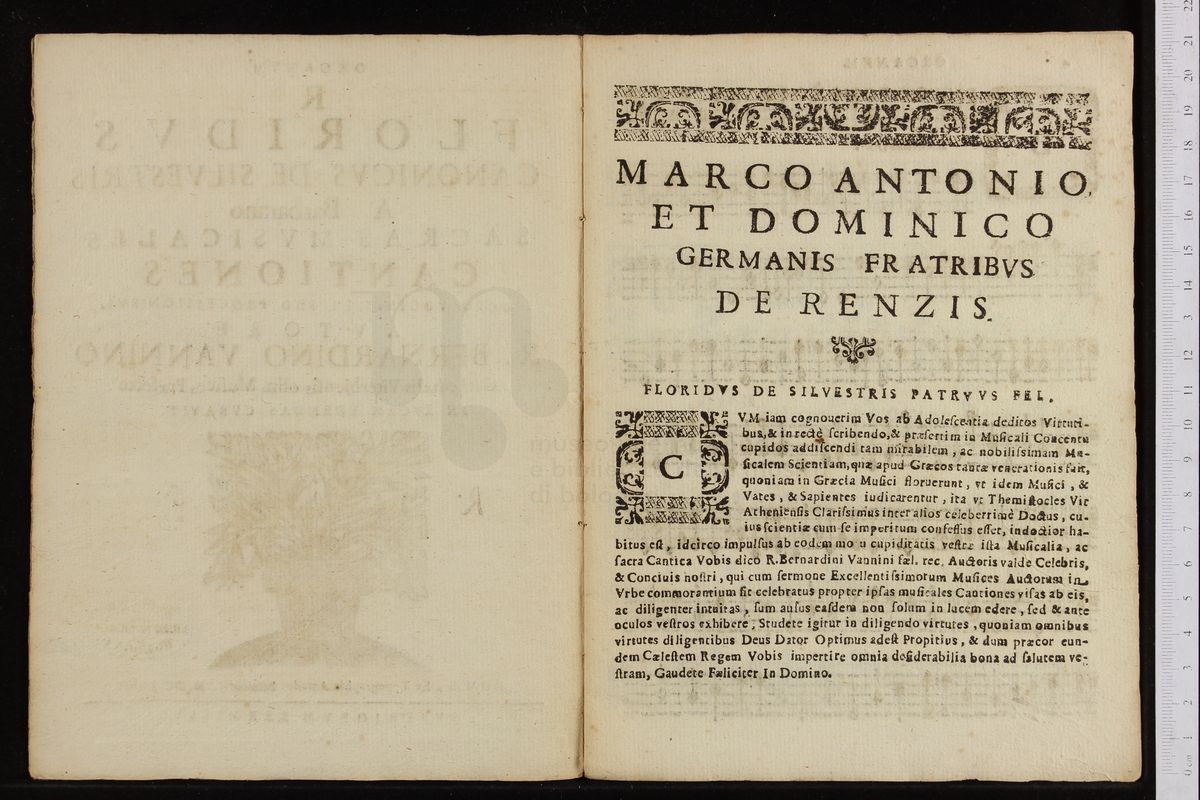 MARCO ANTONIO,
ET DOMINICO
GERMANIS FRATRIBVS
DE RENZIS.
FLORIDVS DE SILVESTRIS PATRVVS FEL.
CVM iam cognouerim Vos ab Adolescentia deditos Virtuti-
bus, & in rectè scribendo, & præsertim in Musicali Concentu
cupidos addiscendi tam mirabilem, ac nobilissimam Mu-
sicalem Scientiam, quæ apud Græcos tantæ venerationis fuit,
quoniam in Græcia Musici floruerunt, vt idem Musici, &
Vates, & Sapientes iudicarentur, ita vt Themistocles Vir
Atheniensis Clarissimus inter alios celeberrimè Doctus, cu-
ius scientiæ cum se imperitum confessus esset, indoctior ha-
bitus est, idcirco impulsus ab eodem mo u cupiditatis vestræ ista Musicalia, ac
sacra Cantica Vobis dico R. Bernardini Vannini fæl. rec. Auctoris valde Celebris,
& Conciuis nostri, qui cum sermone Excellentissimorum Musices Auctorum in
Vrbe commorantium sit celebratus propter ipsas musicales Cantiones visas ab eis,
ac diligenter intuitas, sum ausus easdem non solum in lucem edere, sed & ante
oculos vestros exhibere; Studete igitur in diligendo virtutes, quoniam omnibus
virtutes diligentibus Deus Dator Optimus adest Propitius, & dum præcor eun-
dem Cælestem Regem Vobis impertire omnia desiderabilia bona ad salutem ve-
stram, Gaudete Fæliciter In Domino.